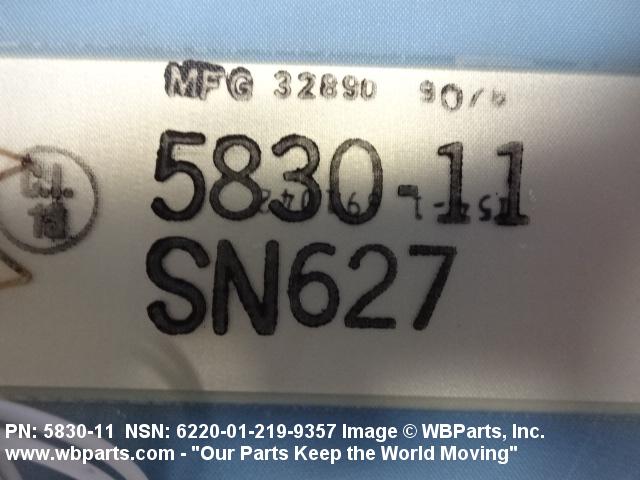 MFG 32890
C.I.
5830-11
SN627
PN: 5830-11 NSN: 6220-01-219-9357 Image © WBParts, Inc.
www.wbparts.com - "Our Parts Keep the World Moving"